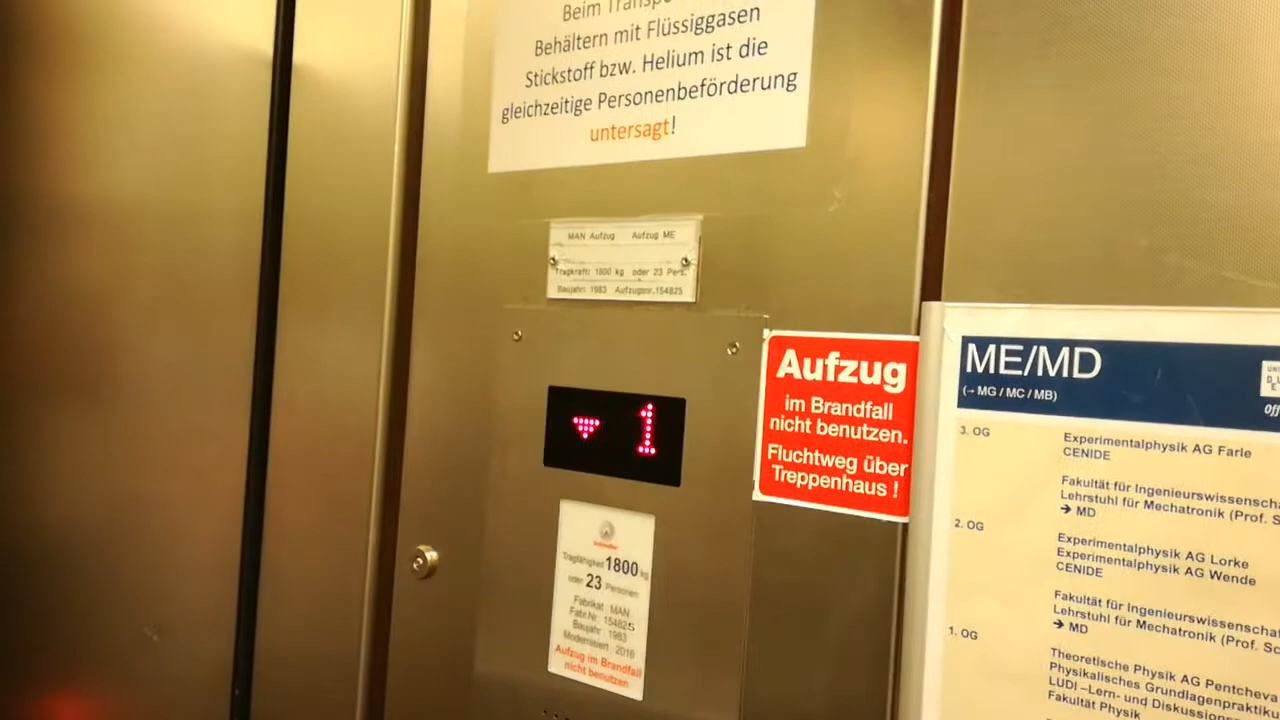 Beim
Behältern mit Flüssiggasen
Stickstoff bzw. Helium ist die
gleichzeitige Personenbeförderung
untersagt!
MAN Aufzug Aufzug ME
Tragkraft: 1800 kg oder 23 Pers.
Baujahr: 1983 Aufzugsnr.154825
1
Aufzug
im Brandfall
nicht benutzen.
Fluchtweg über
Treppenhaus !
Tragfähigkeit 1800 kg
oder 23 Personen
Fabrikat MAN
Fabr.Nr. 154825
Baujahr 1983
Modernisiert 2016
Aufzug im Brandfall
nicht benutzen
ME/MD
(→ MG / MC / MB)
3. OG
Experimentalphysik AG Farle
CENIDE
Fakultät für Ingenieurswissenscha
Lehrstuhl für Mechatronik (Prof. S
→ MD
2. OG
Experimentalphysik AG Lorke
Experimentalphysik AG Wende
CENIDE
Fakultät für Ingenieurswissenscha
Lehrstuhl für Mechatronik (Prof. Sc
→ MD
1. OG
Theoretische Physik AG Pentcheva
Physikalisches Grundlagenpraktiku
LUDI –Lern- und Diskussions
Fakultät Physik